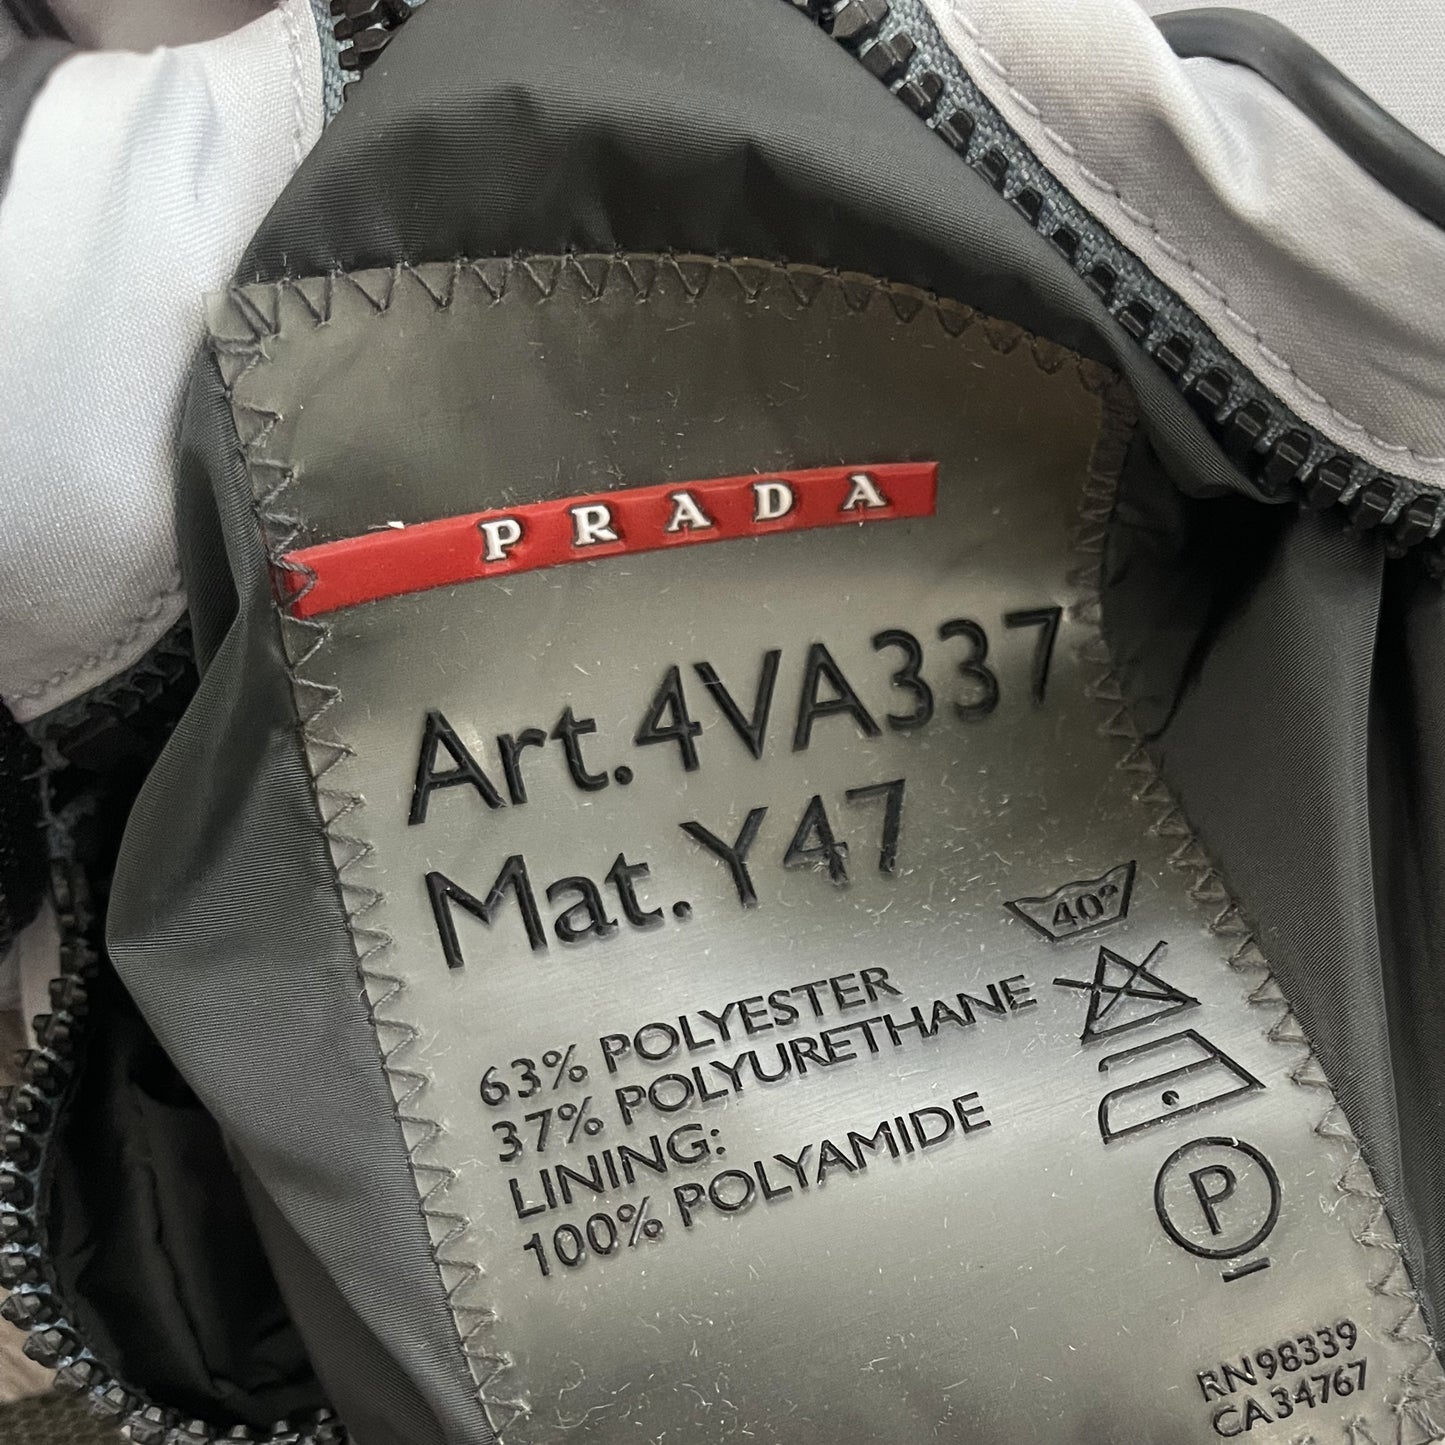 PRADA
Art.4VA337
Mat.Y47
40°
63% POLYESTER
37% POLYURETHANE
LINING:
100% POLYAMIDE
P
RN98339
CA34767